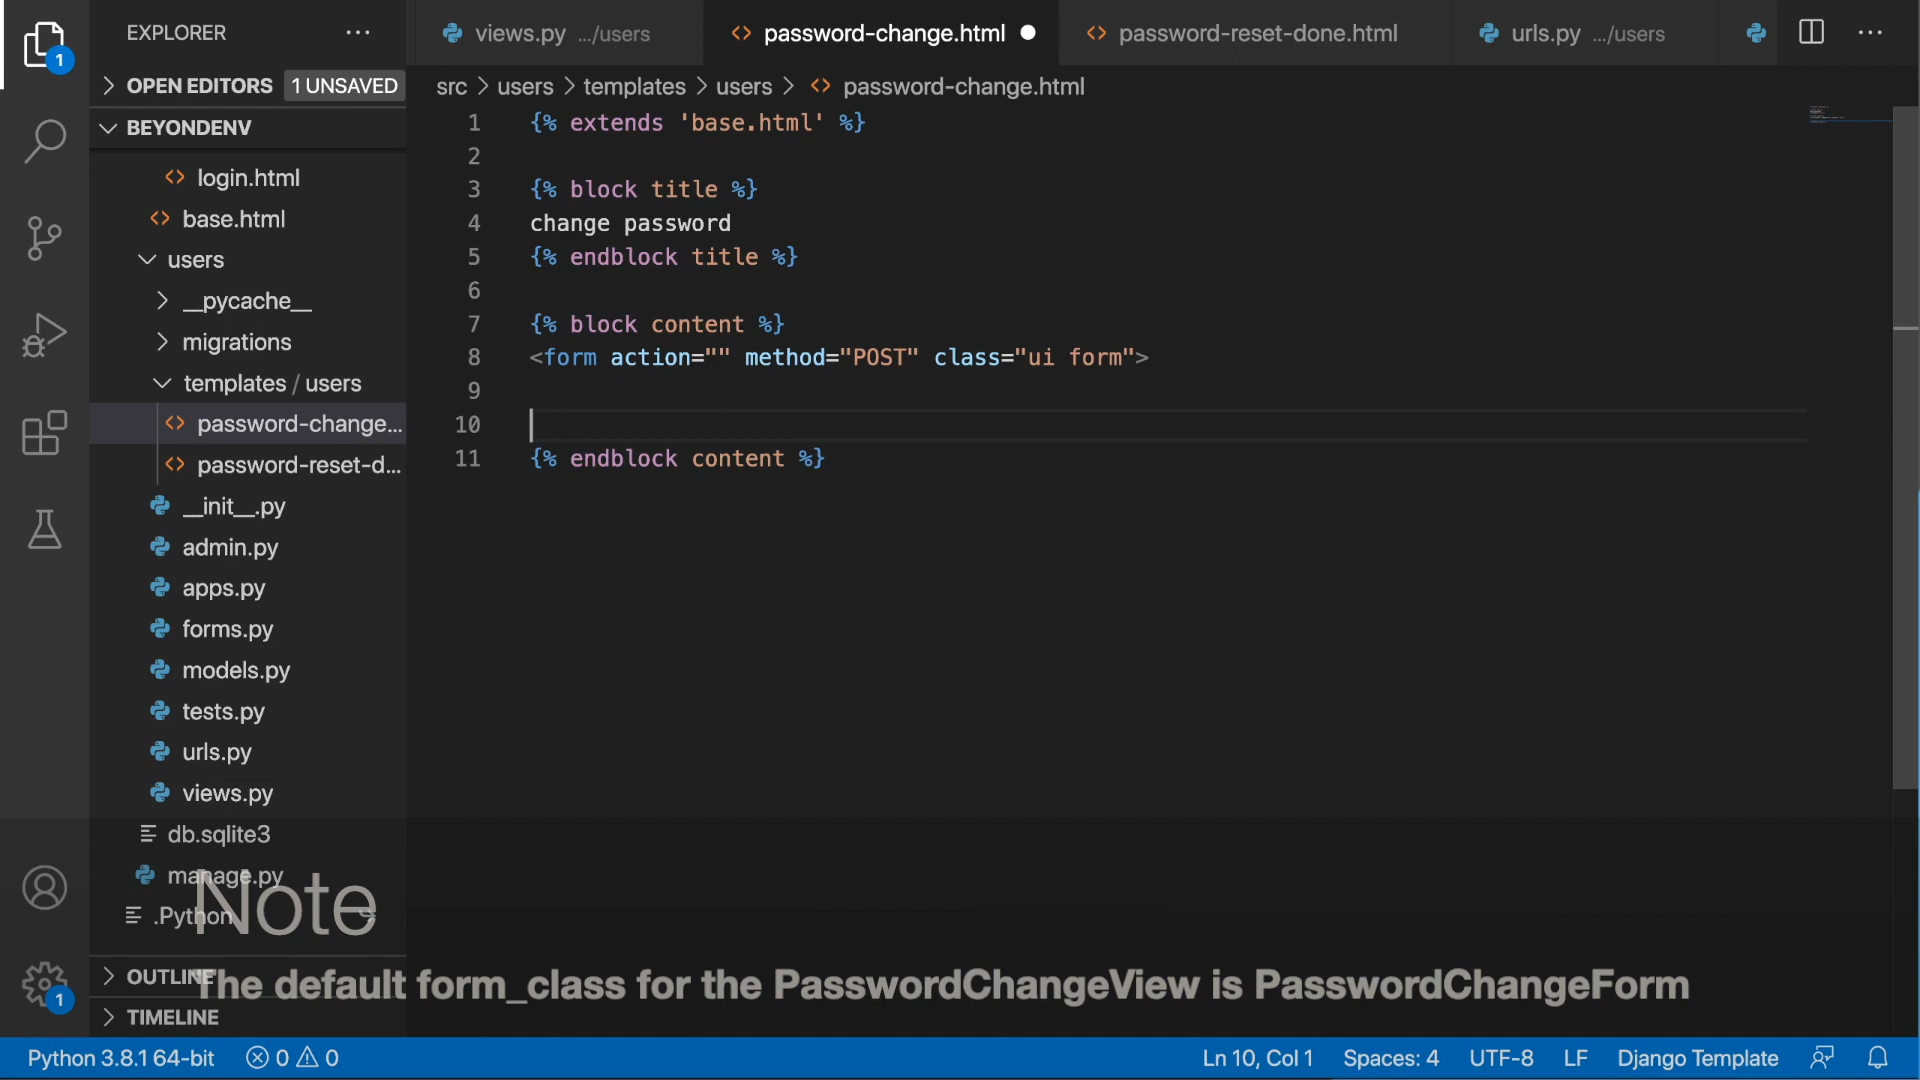 EXPLORER
views.py .../users
password-change.html
password-reset-done.html
urls.py .../users
OPEN EDITORS 1 UNSAVED
src > users > templates > users > password-change.html
BEYONDENV
login.html
base.html
users
__pycache__
migrations
templates / users
password-change...
password-reset-d...
__init__.py
admin.py
apps.py
forms.py
models.py
tests.py
urls.py
views.py
db.sqlite3
manage.py
.Python
OUTLINE
TIMELINE
1 {% extends 'base.html' %}
2
3 {% block title %}
4 change password
5 {% endblock title %}
6
7 {% block content %}
8 <form action="" method="POST" class="ui form">
9
10
11 {% endblock content %}
Note
The default form_class for the PasswordChangeView is PasswordChangeForm
1
1
Python 3.8.1 64-bit 0 0 Ln 10, Col 1 Spaces: 4 UTF-8 LF Django Template